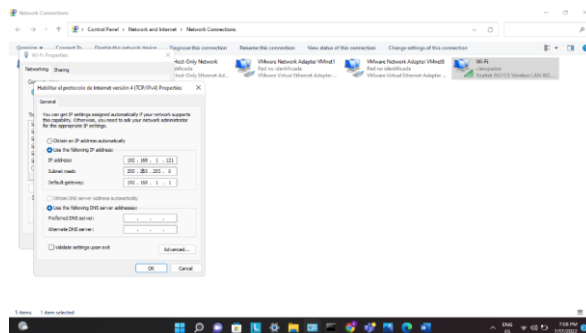 Network Connections
Control Panel > Network and Internet > Network Connections
Organize Connect To Disable this network device Diagnose this connection Rename this connection View status of this connection Change settings of this connection
Wi-Fi Properties
Networking Sharing
Host-Only Network
VMware Network Adapter VMnet1
Red no identificada
VMware Virtual Ethernet Adapter ...
VMware Network Adapter VMnet8
Red no identificada
VMware Virtual Ethernet Adapter ...
Wi-Fi
Habilitar el protocolo de Internet versión 4 (TCP/IPv4) Properties
General
You can get IP settings assigned automatically if your network supports
this capability. Otherwise, you need to ask your network administrator
for the appropriate IP settings.
Obtain an IP address automatically
Use the following IP address:
IP address: 192 . 168 . 1 . 121
Subnet mask: 255 . 255 . 255 . 0
Default gateway: 192 . 168 . 1 . 1
Obtain DNS server address automatically
Use the following DNS server addresses:
Preferred DNS server:
Alternate DNS server:
Validate settings upon exit
Advanced...
OK Cancel
5 items 1 item selected
ENG
7:08 PM